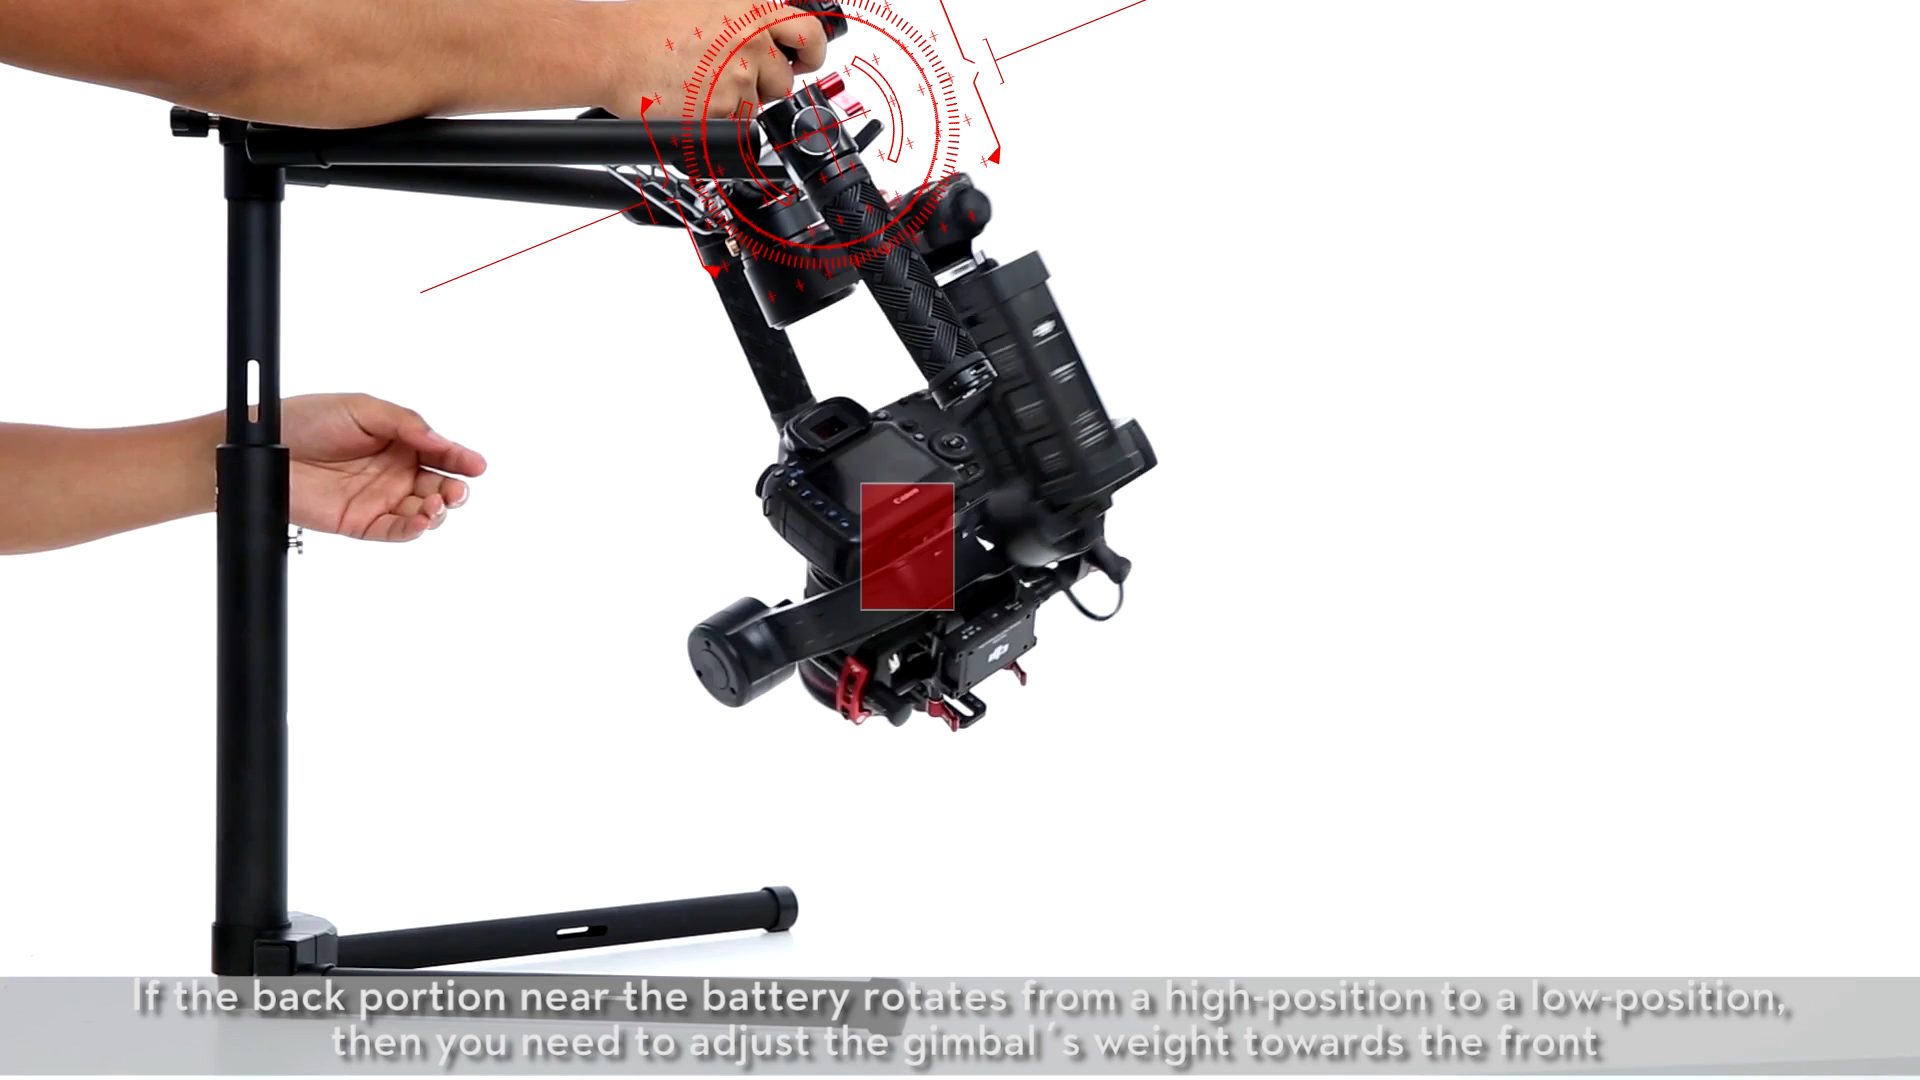 Canon
If the back portion near the battery rotates from a high-position to a low-position,
then you need to adjust the gimbal´s weight towards the front